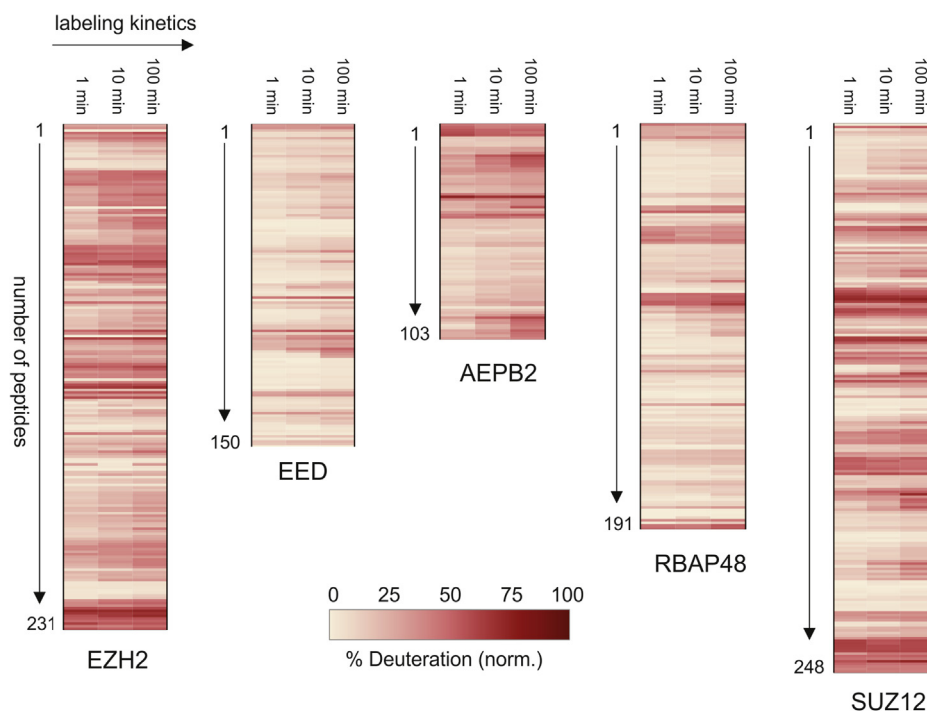 labeling kinetics
1 min
10 min
100 min
1 min
10 min
100 min
1 min
10 min
100 min
1 min
10 min
100 min
1 min
10 min
100 min
1
1
1
1
1
number of peptides
231
EZH2
150
EED
103
AEPB2
191
RBAP48
248
SUZ12
0 25 50 75 100
% Deuteration (norm.)